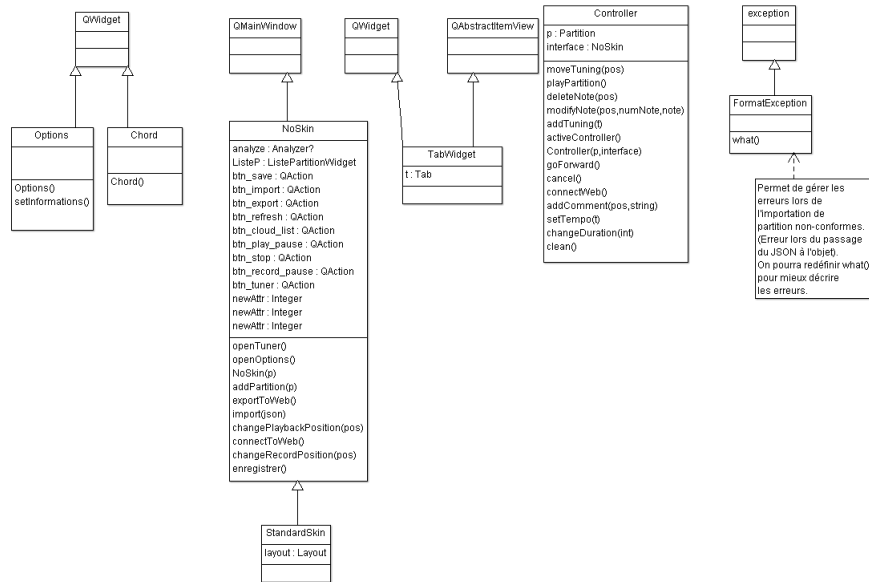 QWidget
Options
Options()
setInformations()
Chord
Chord()
QMainWindow
NoSkin
analyze : Analyzer?
ListeP : ListePartitionWidget
btn_save : QAction
btn_import : QAction
btn_export : QAction
btn_refresh : QAction
btn_cloud_list : QAction
btn_play_pause : QAction
btn_stop : QAction
btn_record_pause : QAction
btn_tuner : QAction
newAttr : Integer
newAttr : Integer
newAttr : Integer
openTuner()
openOptions()
NoSkin(p)
addPartition(p)
exportToWeb()
import(json)
changePlaybackPosition(pos)
connectToWeb()
changeRecordPosition(pos)
enregistrer()
StandardSkin
layout : Layout
QWidget
QAbstractItemView
TabWidget
t : Tab
Controller
p : Partition
interface : NoSkin
moveTuning(pos)
playPartition()
deleteNote(pos)
modifyNote(pos,numNote,note)
addTuning(t)
activeController()
Controller(p,interface)
goForward()
cancel()
connectWeb()
addComment(pos,string)
setTempo(t)
changeDuration(int)
clean()
exception
FormatException
what()
Permet de gérer les
erreurs lors de
l'importation de
partition non-conformes.
(Erreur lors du passage
du JSON à l'objet).
On pourra redéfinir what()
pour mieux décrire
les erreurs.